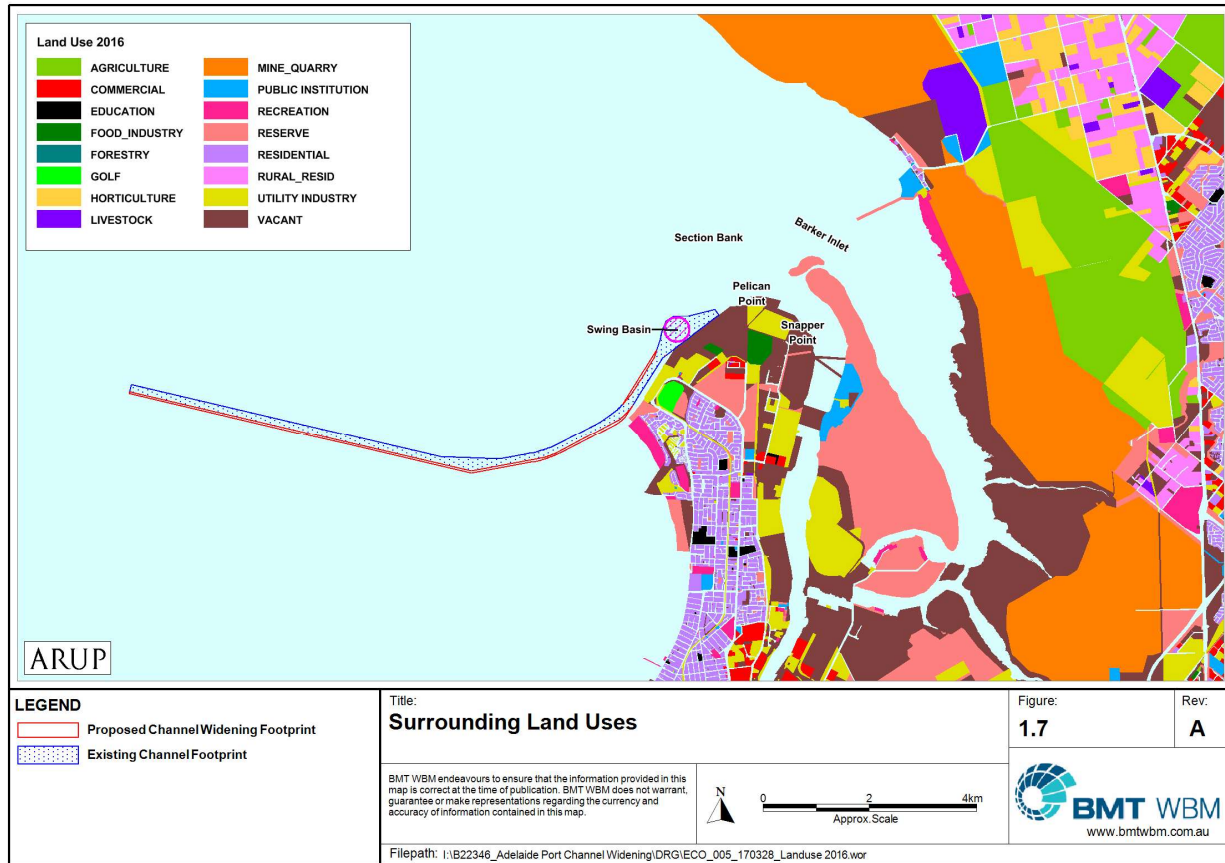 Land Use 2016
AGRICULTURE
COMMERCIAL
EDUCATION
FOOD_INDUSTRY
FORESTRY
GOLF
HORTICULTURE
LIVESTOCK
MINE_QUARRY
PUBLIC INSTITUTION
RECREATION
RESERVE
RESIDENTIAL
RURAL_RESID
UTILITY INDUSTRY
VACANT
Section Bank
Barker Inlet
Pelican
Point
Swing Basin
Snapper
Point
ARUP
LEGEND
Proposed Channel Widening Footprint
Existing Channel Footprint
Title:
Surrounding Land Uses
Figure:
1.7
Rev:
A
BMT WBM endeavours to ensure that the information provided in this
map is correct at the time of publication. BMT WBM does not warrant,
guarantee or make representations regarding the currency and
accuracy of information contained in this map.
N
0 2 4km
Approx.Scale
BMT WBM
www.bmtwbm.com.au
Filepath: I:\B22346_Adelaide Port Channel Widening\DRG\ECO_005_170328_Landuse 2016.wor